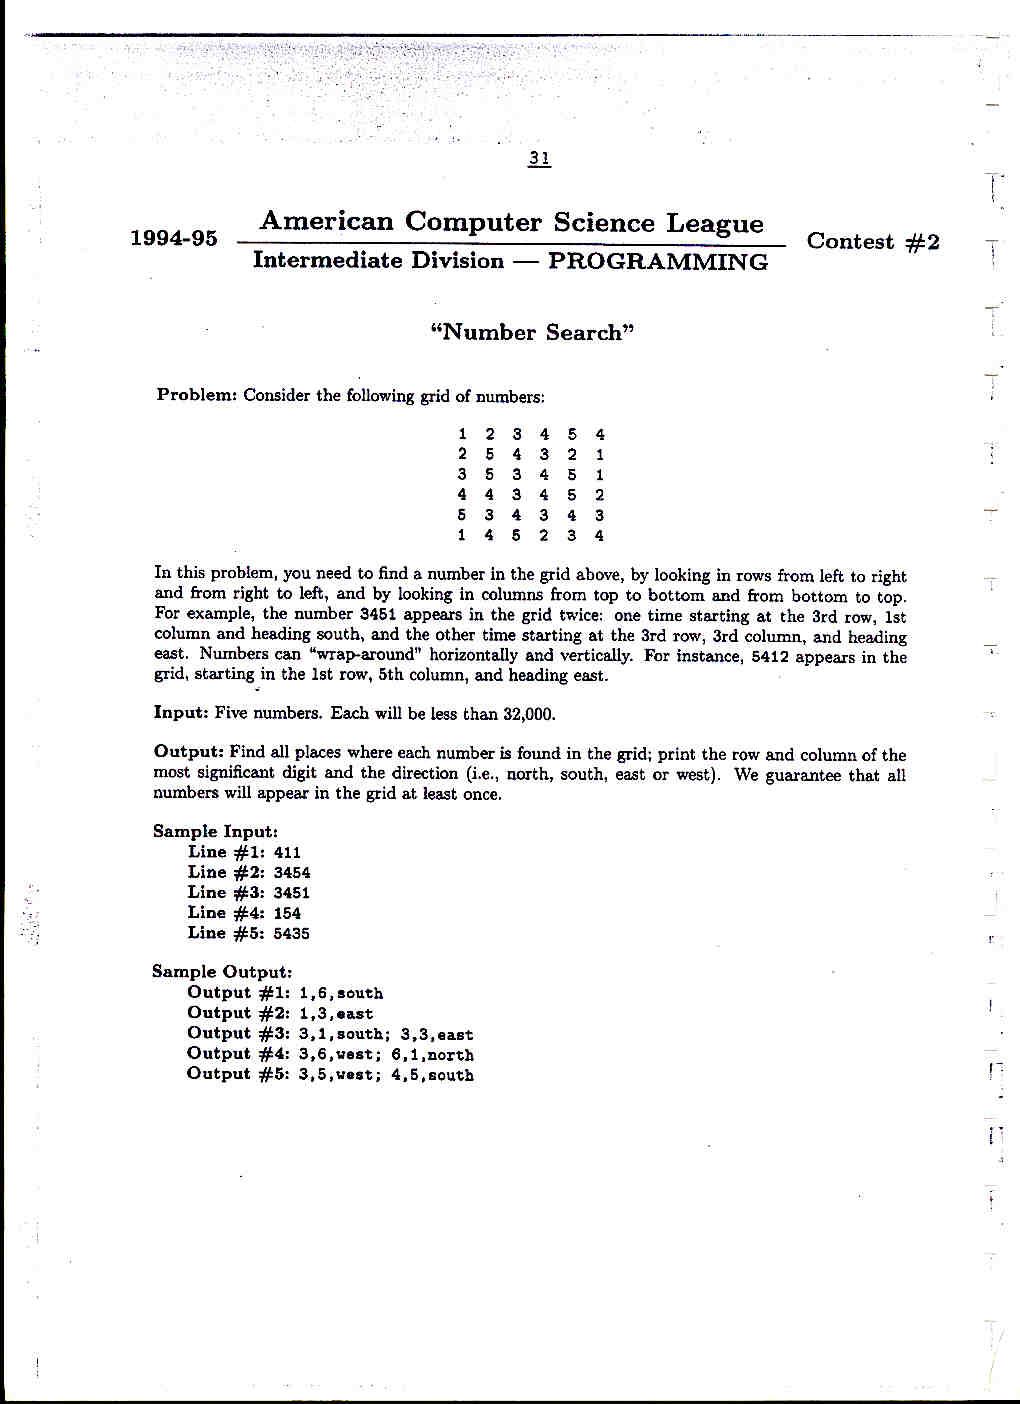 31
1994-95
American Computer Science League
Contest #2
Intermediate Division — PROGRAMMING
“Number Search”
Problem: Consider the following grid of numbers:
1 2 3 4 5 4
2 5 4 3 2 1
3 5 3 4 5 1
4 4 3 4 5 2
5 3 4 3 4 3
1 4 5 2 3 4
In this problem, you need to find a number in the grid above, by looking in rows from left to right
and from right to left, and by looking in columns from top to bottom and from bottom to top.
For example, the number 3451 appears in the grid twice: one time starting at the 3rd row, 1st
column and heading south, and the other time starting at the 3rd row, 3rd column, and heading
east. Numbers can “wrap-around” horizontally and vertically. For instance, 5412 appears in the
grid, starting in the 1st row, 5th column, and heading east.
Input: Five numbers. Each will be less than 32,000.
Output: Find all places where each number is found in the grid; print the row and column of the
most significant digit and the direction (i.e., north, south, east or west). We guarantee that all
numbers will appear in the grid at least once.
Sample Input:
Line #1: 411
Line #2: 3454
Line #3: 3451
Line #4: 154
Line #5: 5435
Sample Output:
Output #1: 1,6,south
Output #2: 1,3,east
Output #3: 3,1,south; 3,3,east
Output #4: 3,6,west; 6,1,north
Output #5: 3,5,west; 4,5,south